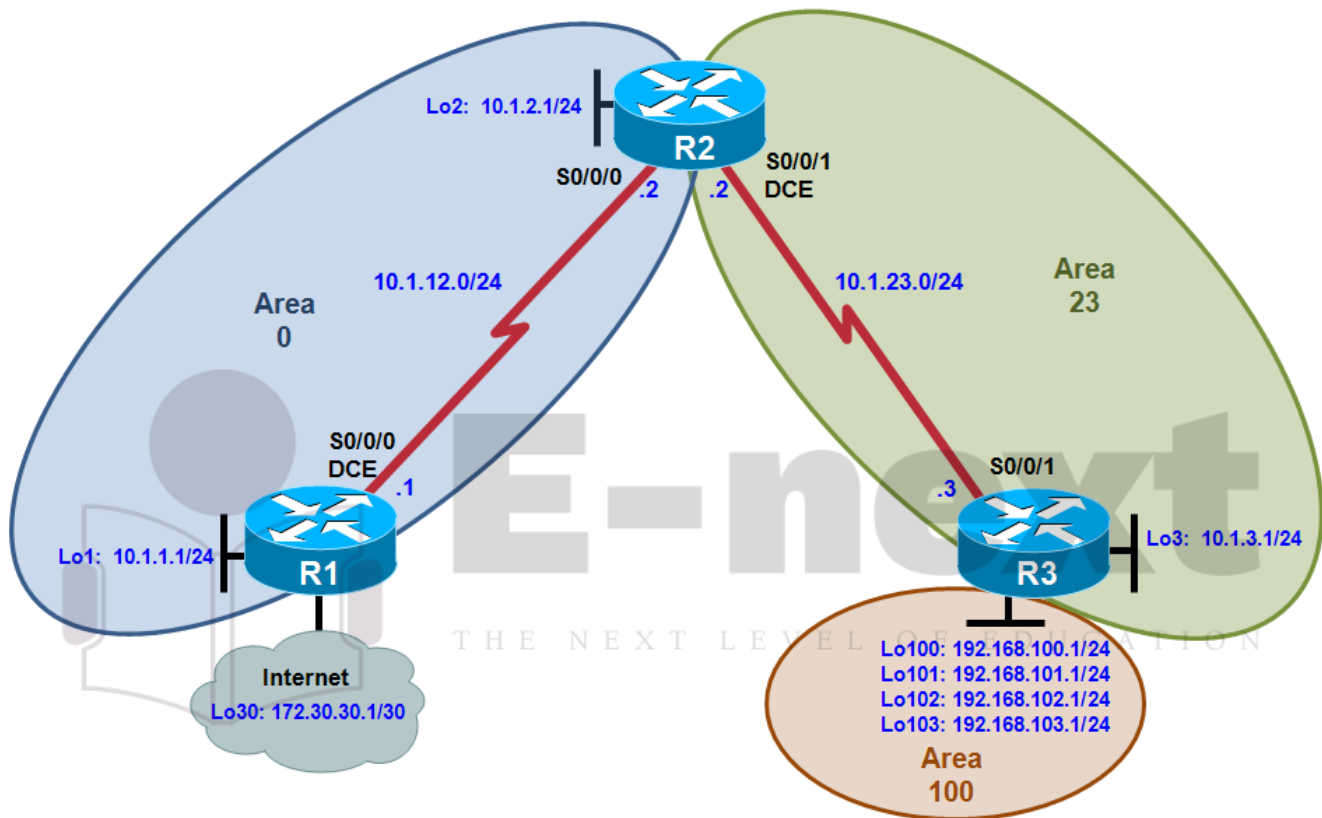 Lo2: 10.1.2.1/24
R2
S0/0/0
.2
.2
S0/0/1
DCE
10.1.12.0/24
10.1.23.0/24
Area
0
Area
23
S0/0/0
DCE
.1
S0/0/1
.3
E-next
Lo1: 10.1.1.1/24
R1
R3
Lo3: 10.1.3.1/24
THE NEXT LEVEL OF EDUCATION
Internet
Lo30: 172.30.30.1/30
Lo100: 192.168.100.1/24
Lo101: 192.168.101.1/24
Lo102: 192.168.102.1/24
Lo103: 192.168.103.1/24
Area
100